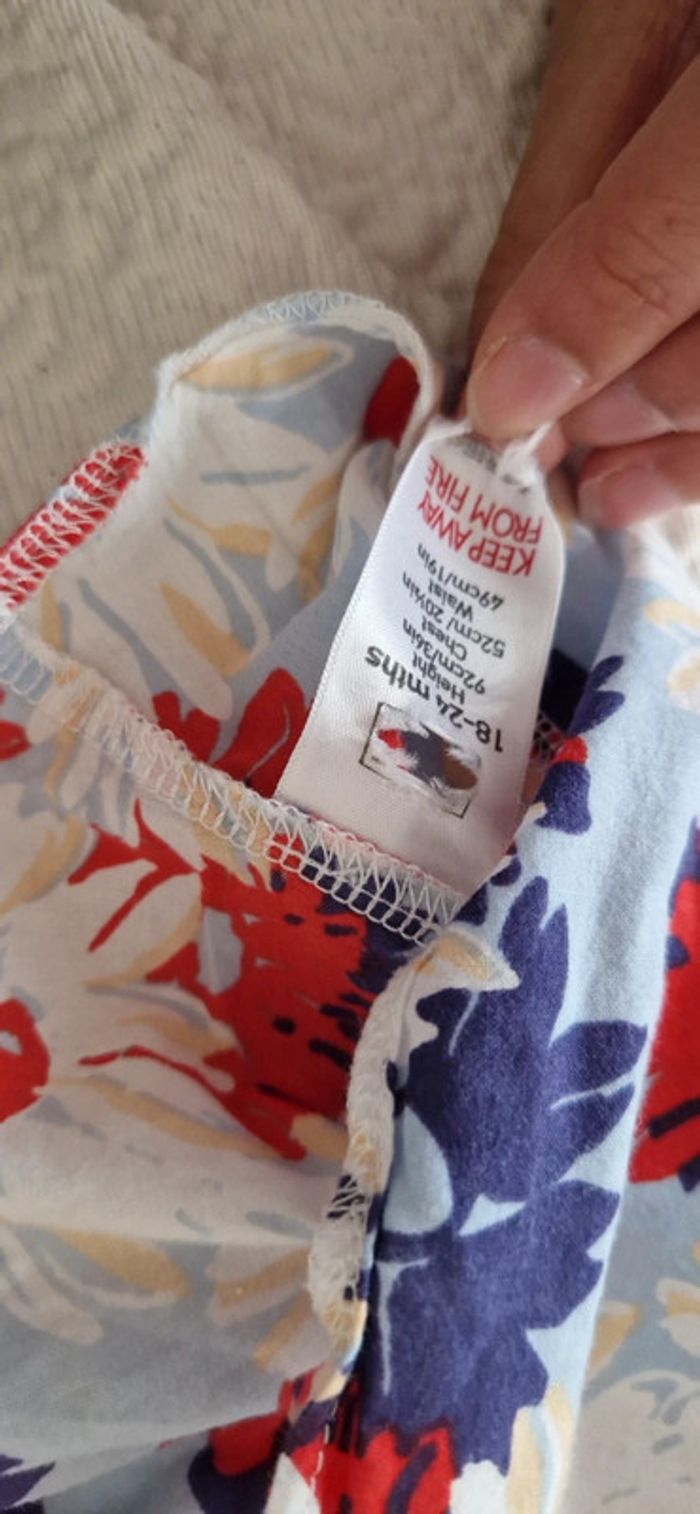 18-24 mths
Height
92cm/36in
Chest
52cm/ 20½in
Waist
49cm/19in
KEEP AWAY
FROM FIRE